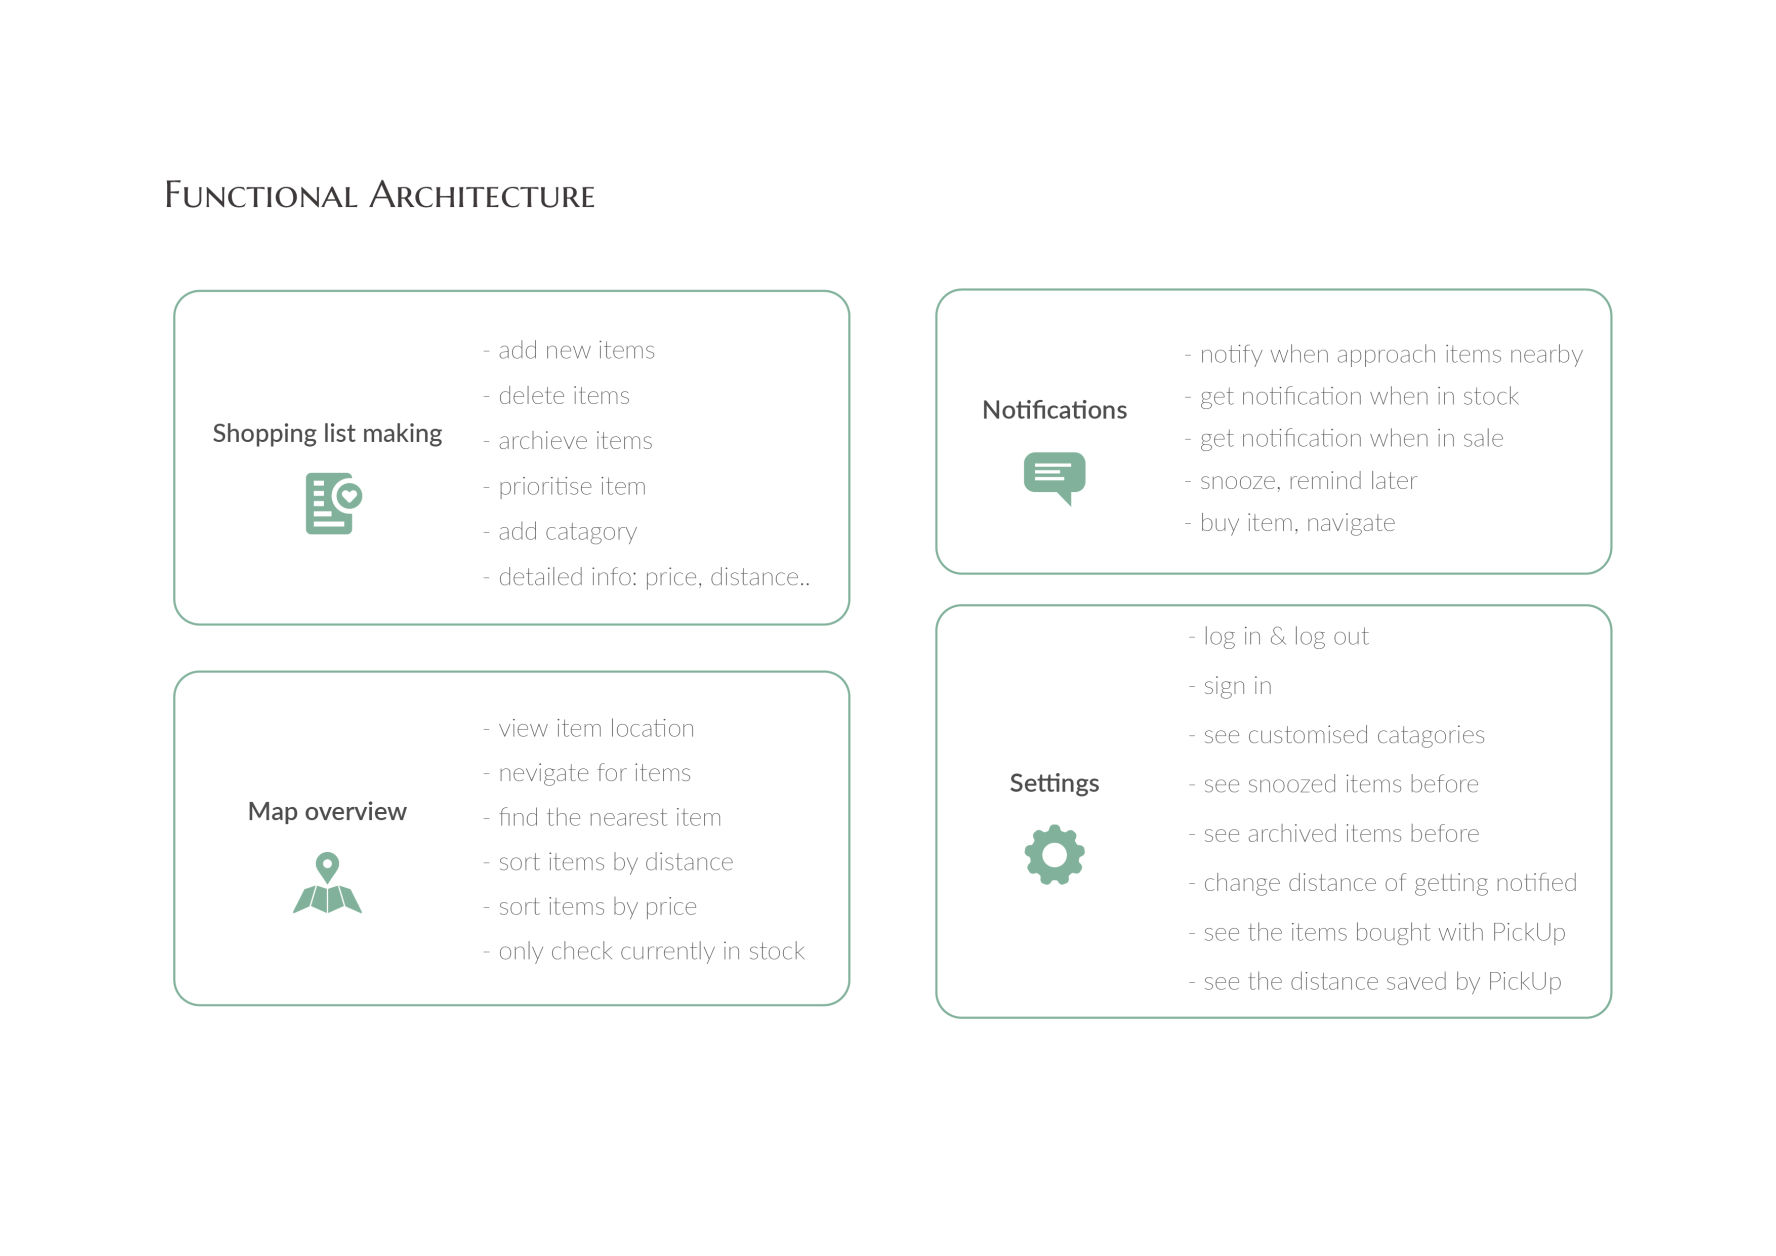 Functional Architecture
Shopping list making
- add new items
- delete items
- archieve items
- prioritise item
- add catagory
- detailed info: price, distance..
Map overview
- view item location
- nevigate for items
- find the nearest item
- sort items by distance
- sort items by price
- only check currently in stock
Notifications
- notify when approach items nearby
- get notification when in stock
- get notification when in sale
- snooze, remind later
- buy item, navigate
Settings
- log in & log out
- sign in
- see customised catagories
- see snoozed items before
- see archived items before
- change distance of getting notified
- see the items bought with PickUp
- see the distance saved by PickUp